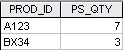 PROD_ID PS_QTY
A123 7
BX34 3